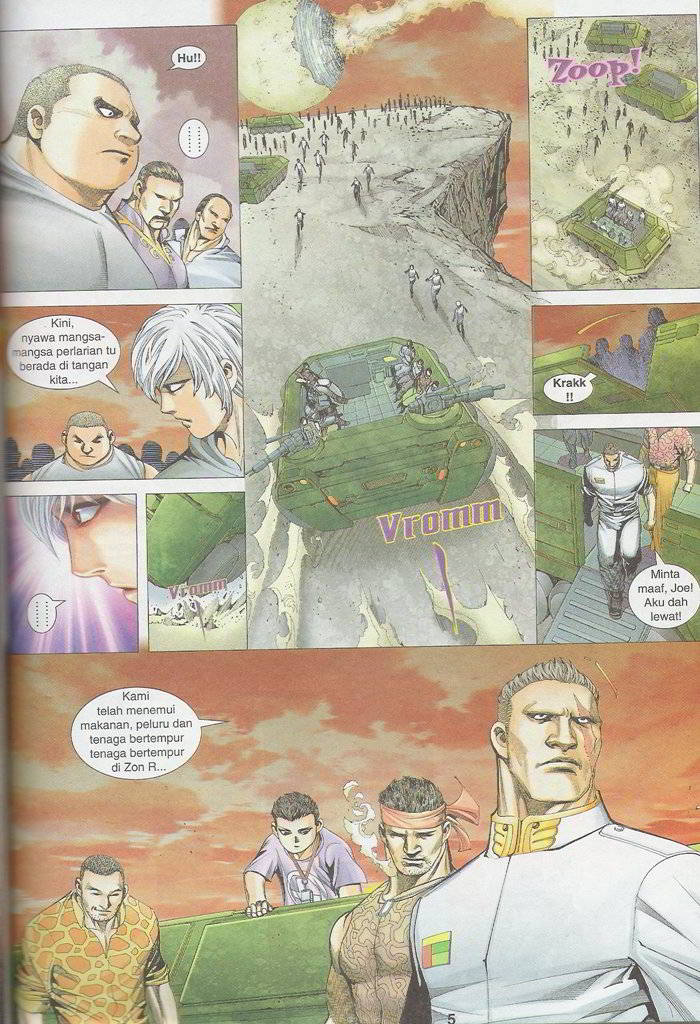 Hu!!
Kini,
nyawa mangsa-
mangsa perlarian tu
berada di tangan
kita...
Vromm
Vromm
Zoop!
Krakk
!!
Minta
maaf, Joe!
Aku dah
lewat!
Kami
telah menemui
makanan, peluru dan
tenaga bertempur
tenaga bertempur
di Zon R...
5